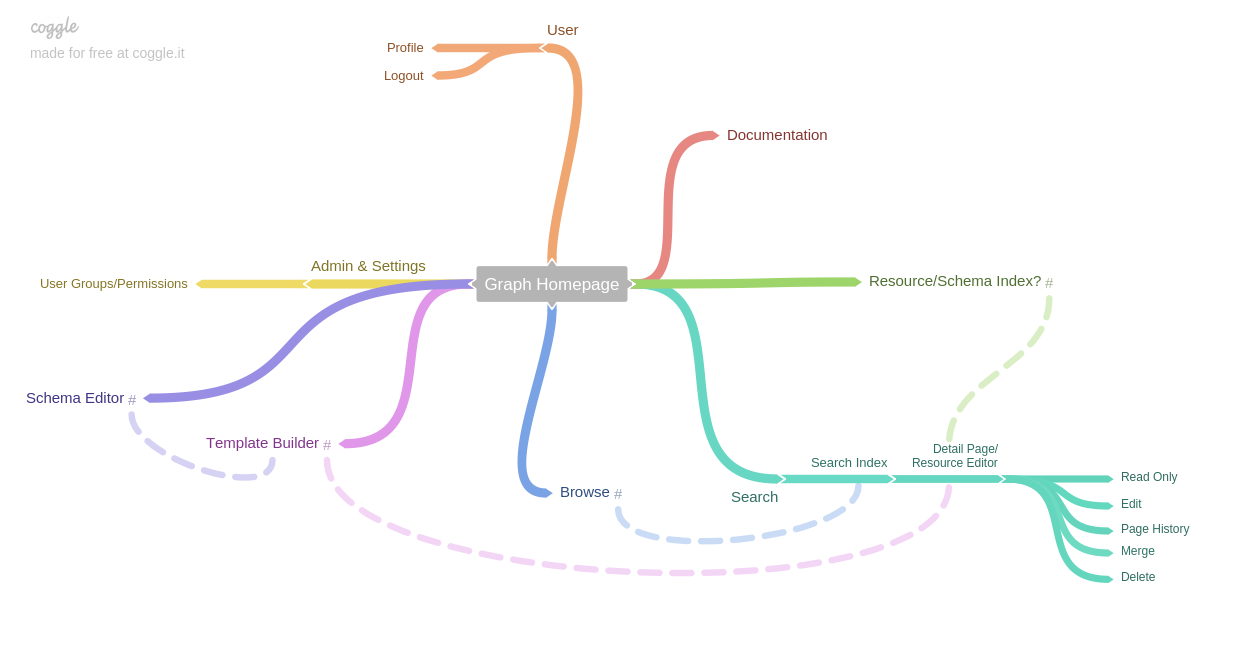 coggle
made for free at coggle.it
User
Profile
Logout
Documentation
Admin & Settings
User Groups/Permissions
Graph Homepage
Resource/Schema Index? #
Schema Editor #
Template Builder #
Browse #
Search
Search Index
Detail Page/
Resource Editor
Read Only
Edit
Page History
Merge
Delete